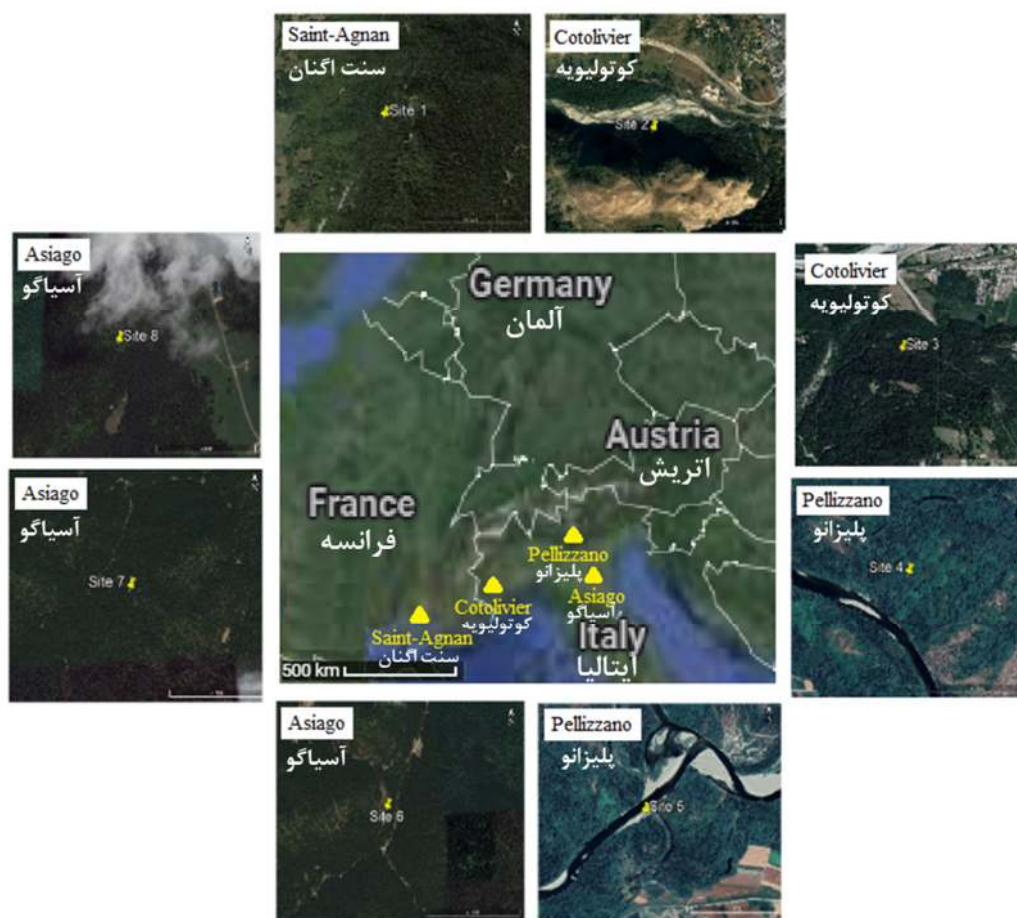 Saint-Agnan
سنت اگنان
Site 1
Cotolivier
کوتولیویه
Site 2
Asiago
آسیاگو
Site 8
Germany
آلمان
Austria
اتریش
France
فرانسه
Pellizzano
پلیزانو
Cotolivier
کوتولیویه
Asiago
آسیاگو
Saint-Agnan
سنت اگنان
Italy
ایتالیا
500 km
Cotolivier
کوتولیویه
Site 3
Asiago
آسیاگو
Site 7
Pellizzano
پلیزانو
Site 4
Asiago
آسیاگو
Site 6
Pellizzano
پلیزانو
Site 5